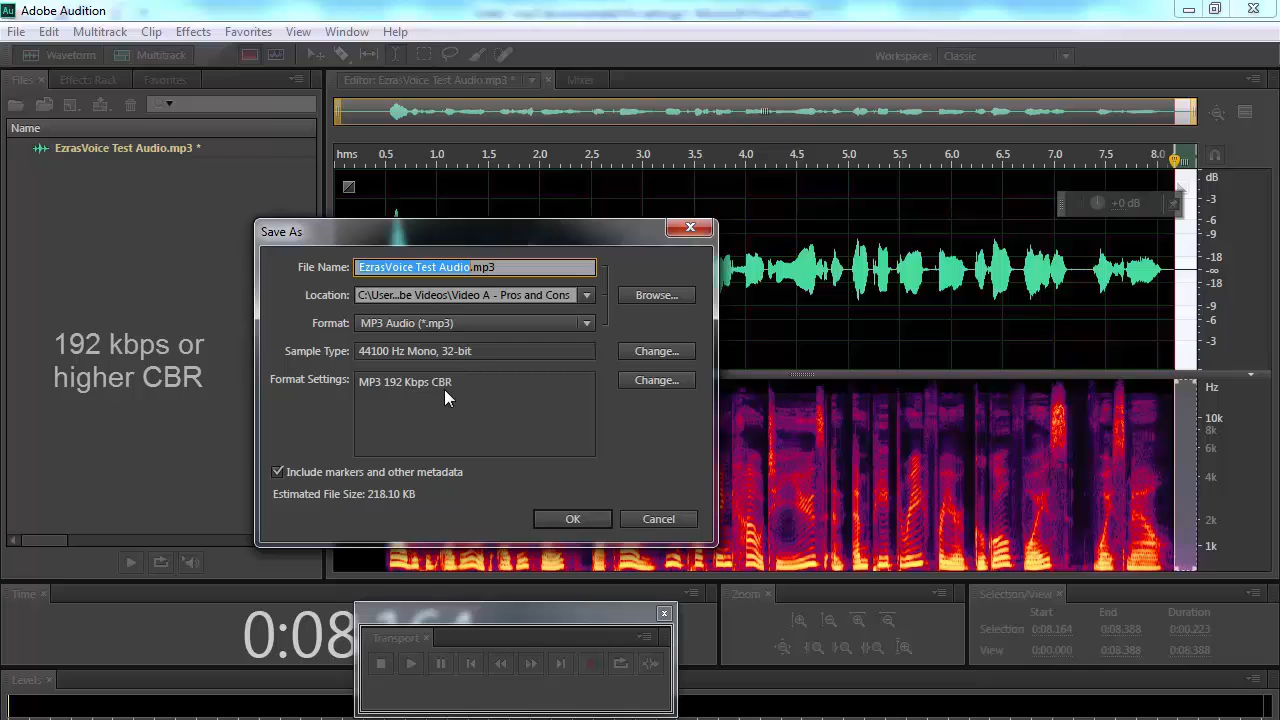 Au Adobe Audition
File Edit Multitrack Clip Effects Favorites View Window Help
Waveform Multitrack Workspace: Classic
Files Effects Rack Favorites
Editor: EzrasVoice Test Audio.mp3 * Mixer
Name
EzrasVoice Test Audio.mp3 *
hms 0.5 1.0 1.5 2.0 2.5 3.0 3.5 4.0 4.5 5.0 5.5 6.0 6.5 7.0 7.5 8.0
dB
-3
-6
-9
-18
-∞
-18
-9
-6
-3
+0 dB
192 kbps or
higher CBR
Save As
File Name: EzrasVoice Test Audio.mp3
Location: C:\User...be Videos\Video A - Pros and Cons Browse...
Format: MP3 Audio (*.mp3)
Sample Type: 44100 Hz Mono, 32-bit Change...
Format Settings: MP3 192 Kbps CBR Change...
Include markers and other metadata
Estimated File Size: 218.10 KB
OK Cancel
Hz
10k
8k
6k
4k
2k
1k
Time
0:08
Transport
Zoom
Selection/View
Start End Duration
Selection 0:08.164 0:08.388 0:00.223
View 0:00.000 0:08.388 0:08.388
Levels